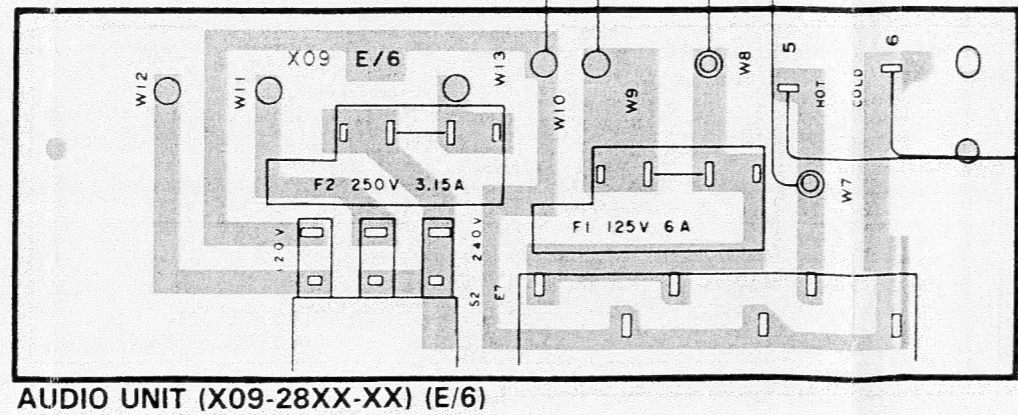 X09 E/6
W12
W11
W13
W10
W9
W8
5
HOT
COLD
6
F2 250V 3.15A
W7
F1 125V 6A
120V
240V
S2
E7
AUDIO UNIT (X09-28XX-XX) (E/6)